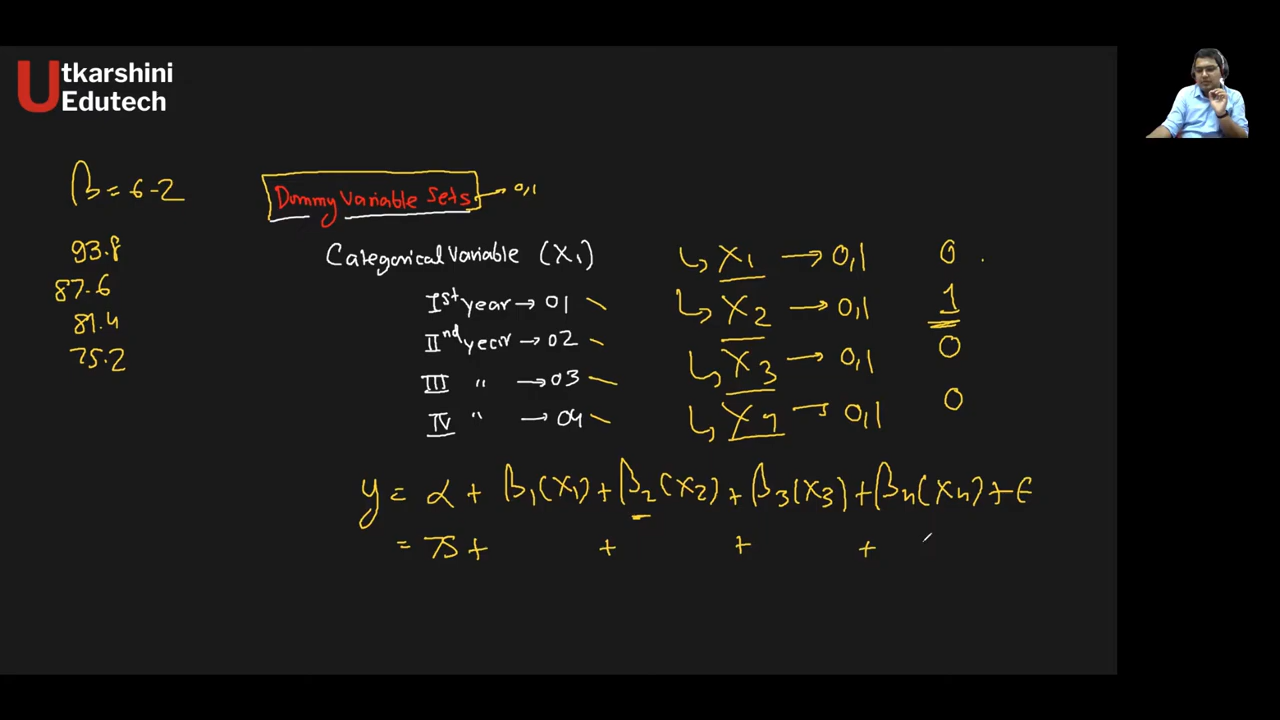 Utkarshini
Edutech
β = 6-2
93.8
87.6
81.4
75.2
Dummy Variable Sets → 0,1
Categorical Variable (X1)
Ist year → 01
IInd year → 02
III " → 03
IV " → 04
↳ X1 → 0,1 0
↳ X2 → 0,1 1
↳ X3 → 0,1 0
↳ X4 → 0,1 0
y = α + β1(X1) + β2(X2) + β3(X3) + β4(X4) + ϵ
= 75 + + + +